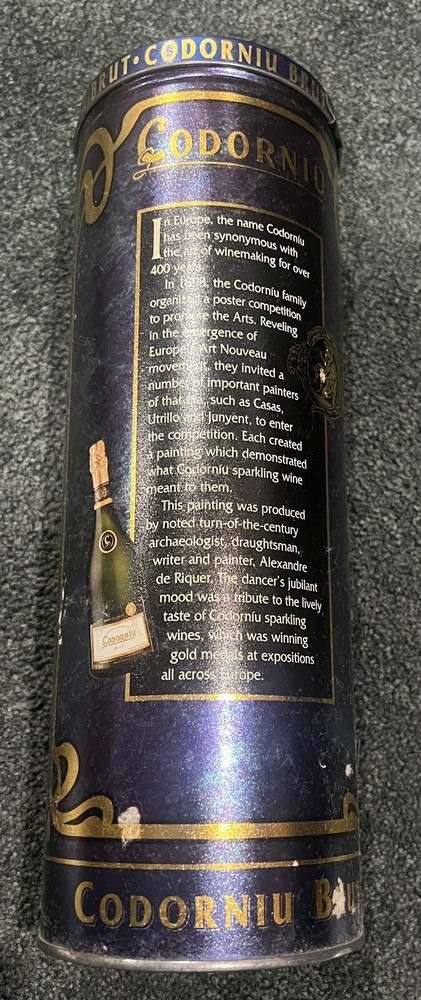 BRUT • CODORNIU BRUT
CODORNIU
In Europe, the name Codorníu
has been synonymous with
the art of winemaking for over
400 years.
In 1898, the Codorníu family
organized a poster competition
to promote the Arts. Reveling
in the emergence of
Europe's Art Nouveau
movement, they invited a
number of important painters
of that era, such as Casas,
Utrillo and Junyent, to enter
the competition. Each created
a painting which demonstrated
what Codorníu sparkling wine
meant to them.
This painting was produced
by noted turn-of-the-century
archaeologist, draughtsman,
writer and painter, Alexandre
de Riquer. The dancer's jubilant
mood was a tribute to the lively
taste of Codorníu sparkling
wines, which was winning
gold medals at expositions
all across Europe.
CODORNIU
BRUT
CODORNIU BRU